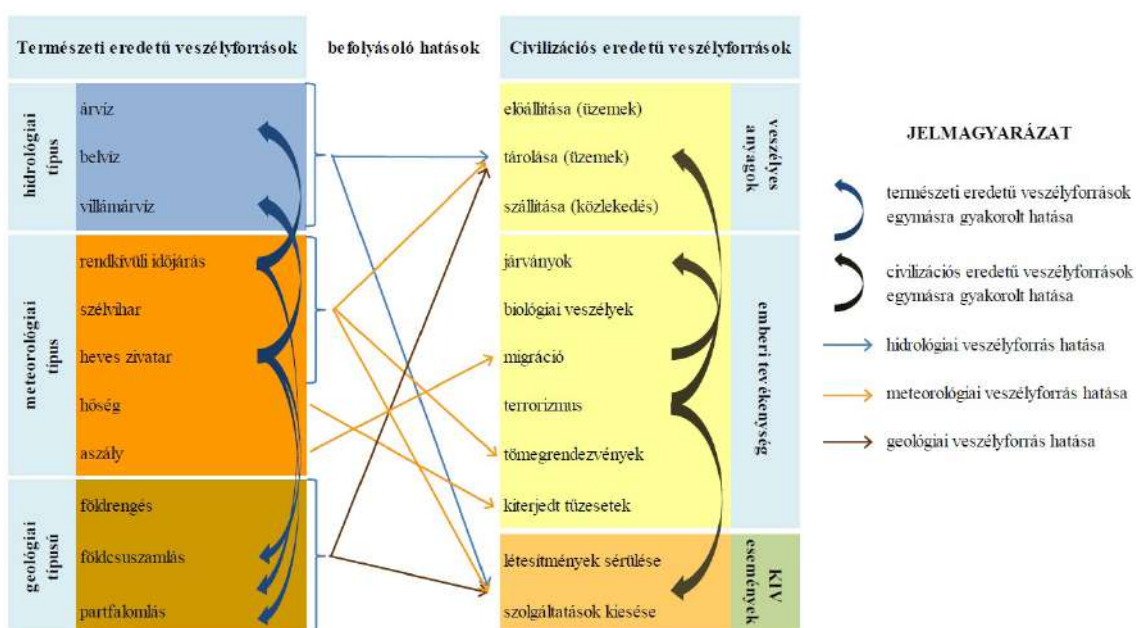 Természeti eredetű veszélyforrások
befolyásoló hatások
Civilizációs eredetű veszélyforrások
hidrológiai
típus
árvíz
belvíz
villámárvíz
meteorológiai
típus
rendkívüli időjárás
szélvihar
heves zivatar
hőség
aszály
geológiai
típusú
földrengés
földcsuszamlás
partfalomlás
előállítása (üzemek)
tárolása (üzemek)
szállítása (közlekedés)
veszélyes
anyagok
járványok
biológiai veszélyek
migráció
terrorizmus
tömegrendezvények
kiterjedt tűzesetek
emberi tevékenység
létesítmények sérülése
szolgáltatások kiesése
KIV
események
JELMAGYARÁZAT
természeti eredetű veszélyforrások
egymásra gyakorolt hatása
civilizációs eredetű veszélyforrások
egymásra gyakorolt hatása
hidrológiai veszélyforrás hatása
meteorológiai veszélyforrás hatása
geológiai veszélyforrás hatása